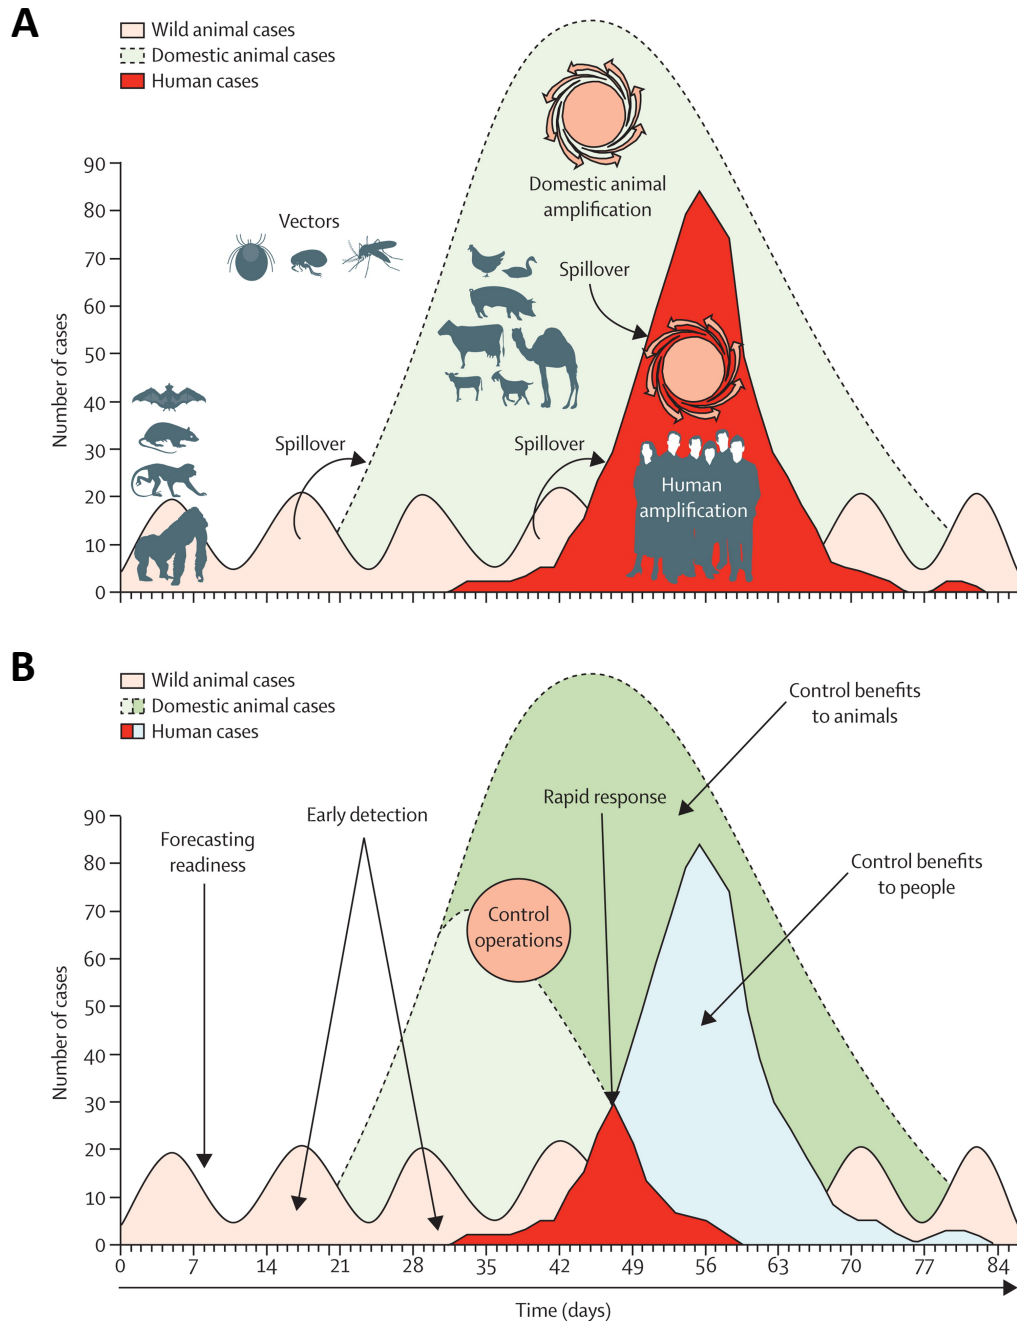 A
Wild animal cases
Domestic animal cases
Human cases
Domestic animal
amplification
Vectors
Spillover
Spillover
Spillover
Human
amplification
Number of cases
90
80
70
60
50
40
30
20
10
0
B
Wild animal cases
Domestic animal cases
Human cases
Control benefits
to animals
Rapid response
Early detection
Forecasting
readiness
Control benefits
to people
Control
operations
Number of cases
90
80
70
60
50
40
30
20
10
0
0 7 14 21 28 35 42 49 56 63 70 77 84
Time (days)